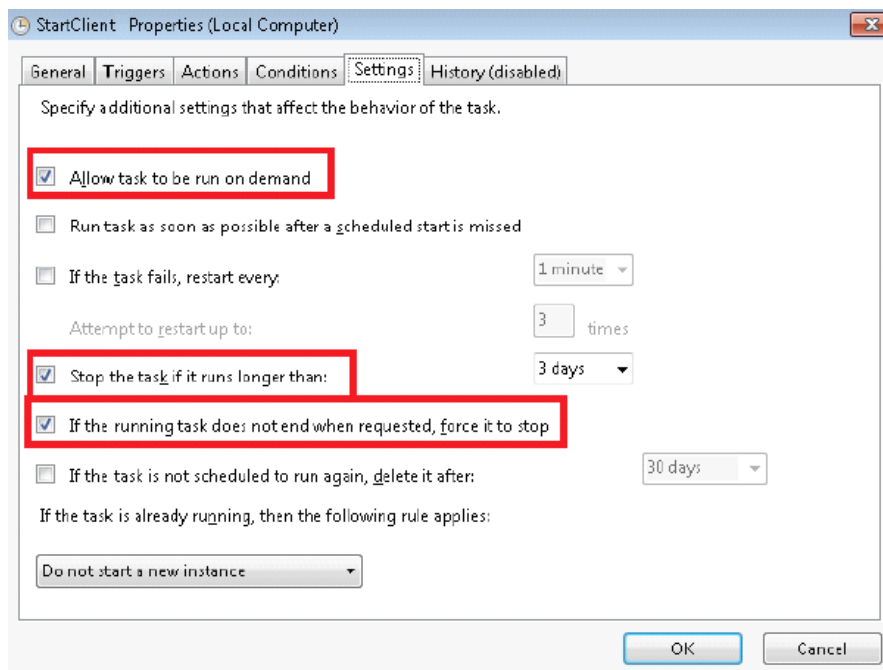 StartClient Properties (Local Computer)
General Triggers Actions Conditions Settings History (disabled)
Specify additional settings that affect the behavior of the task.
Allow task to be run on demand
Run task as soon as possible after a scheduled start is missed
If the task fails, restart every: 1 minute
Attempt to restart up to: 3 times
Stop the task if it runs longer than: 3 days
If the running task does not end when requested, force it to stop
If the task is not scheduled to run again, delete it after: 30 days
If the task is already running, then the following rule applies:
Do not start a new instance
OK Cancel